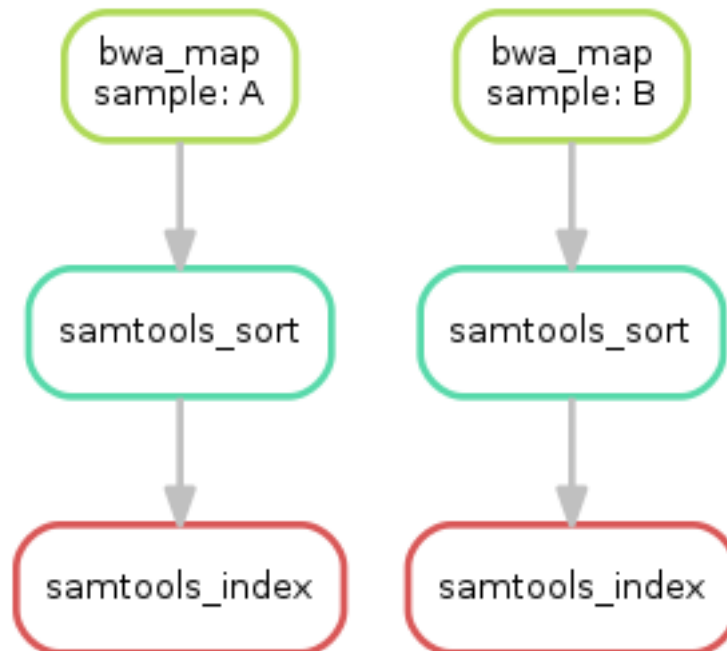 bwa_map
sample: A
bwa_map
sample: B
samtools_sort
samtools_sort
samtools_index
samtools_index